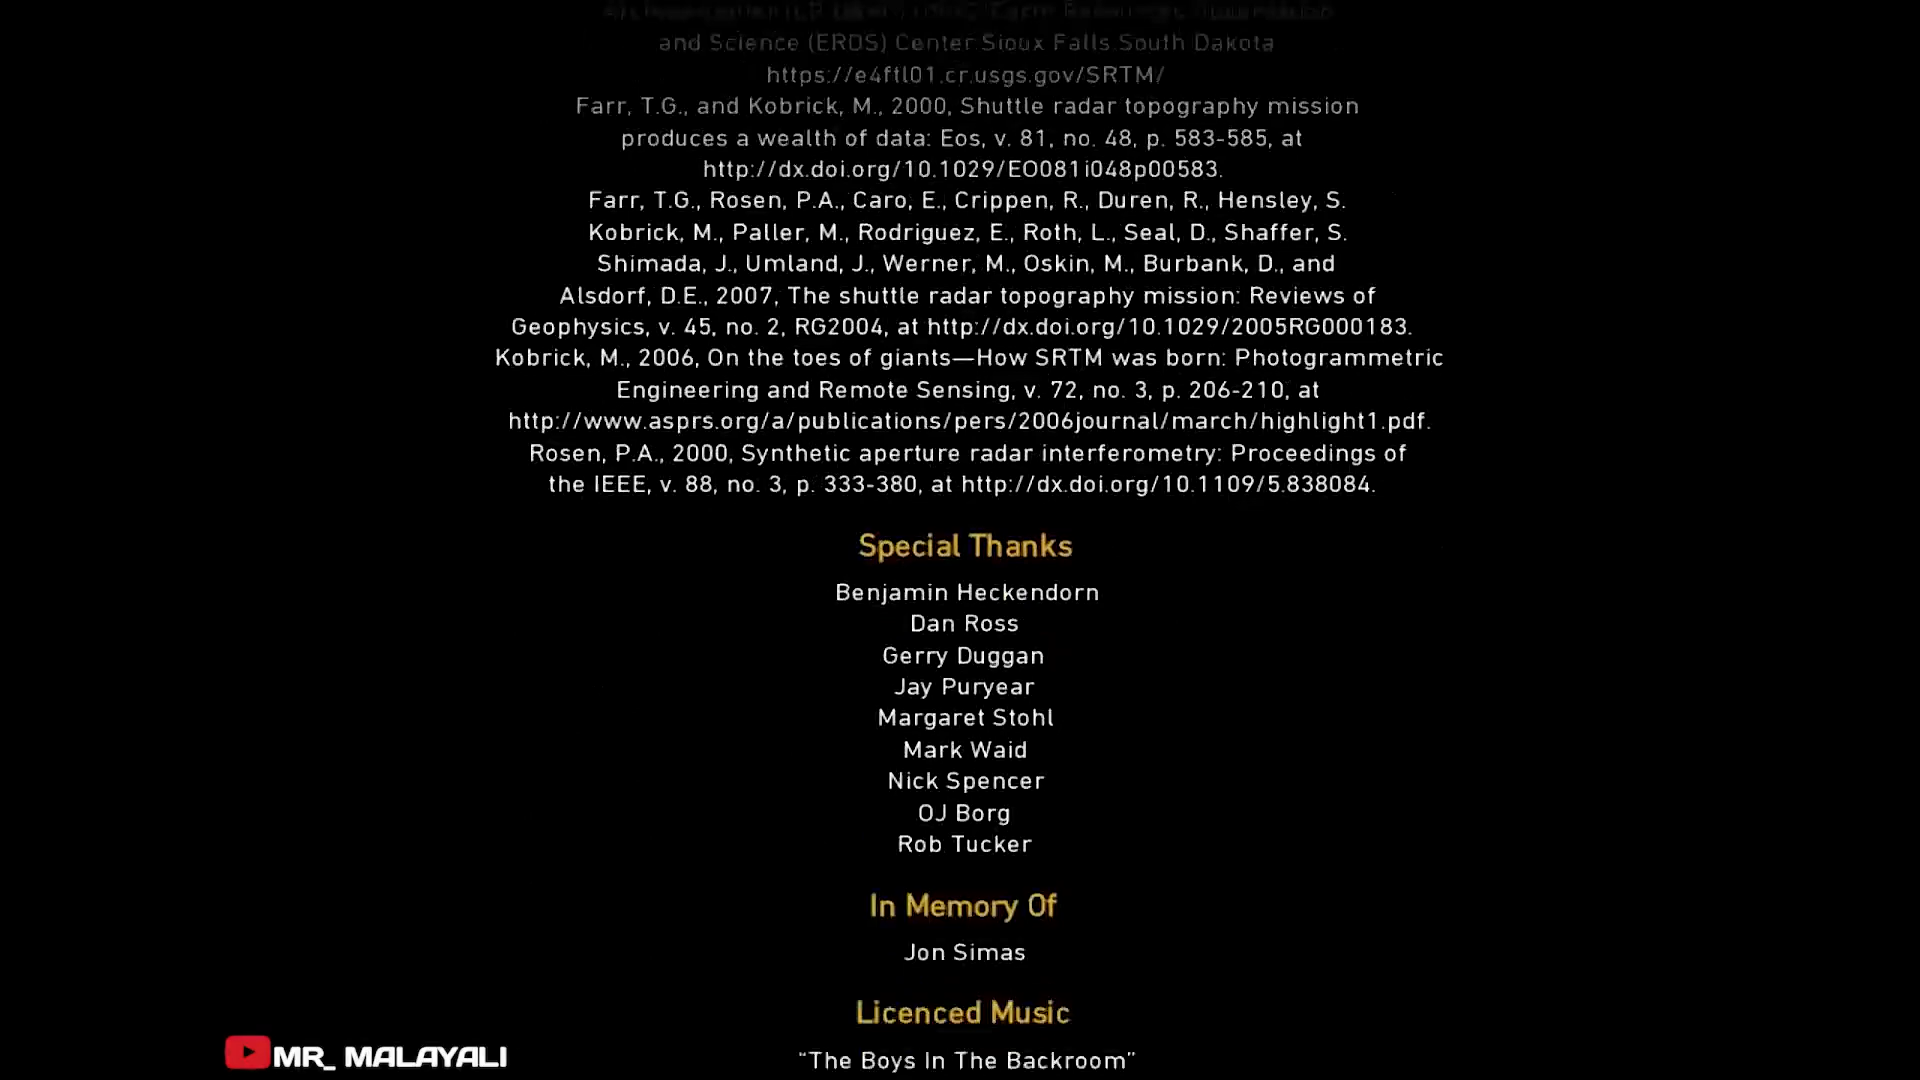 and Science (EROS) Center.Sioux Falls.South Dakota
https://e4ftl01.cr.usgs.gov/SRTM/
Farr, T.G., and Kobrick, M., 2000, Shuttle radar topography mission
produces a wealth of data: Eos, v. 81, no. 48, p. 583-585, at
http://dx.doi.org/10.1029/EO081i048p00583.
Farr, T.G., Rosen, P.A., Caro, E., Crippen, R., Duren, R., Hensley, S.
Kobrick, M., Paller, M., Rodriguez, E., Roth, L., Seal, D., Shaffer, S.
Shimada, J., Umland, J., Werner, M., Oskin, M., Burbank, D., and
Alsdorf, D.E., 2007, The shuttle radar topography mission: Reviews of
Geophysics, v. 45, no. 2, RG2004, at http://dx.doi.org/10.1029/2005RG000183.
Kobrick, M., 2006, On the toes of giants—How SRTM was born: Photogrammetric
Engineering and Remote Sensing, v. 72, no. 3, p. 206-210, at
http://www.asprs.org/a/publications/pers/2006journal/march/highlight1.pdf.
Rosen, P.A., 2000, Synthetic aperture radar interferometry: Proceedings of
the IEEE, v. 88, no. 3, p. 333-380, at http://dx.doi.org/10.1109/5.838084.
Special Thanks
Benjamin Heckendorn
Dan Ross
Gerry Duggan
Jay Puryear
Margaret Stohl
Mark Waid
Nick Spencer
OJ Borg
Rob Tucker
In Memory Of
Jon Simas
Licenced Music
“The Boys In The Backroom”
MR_ MALAYALI